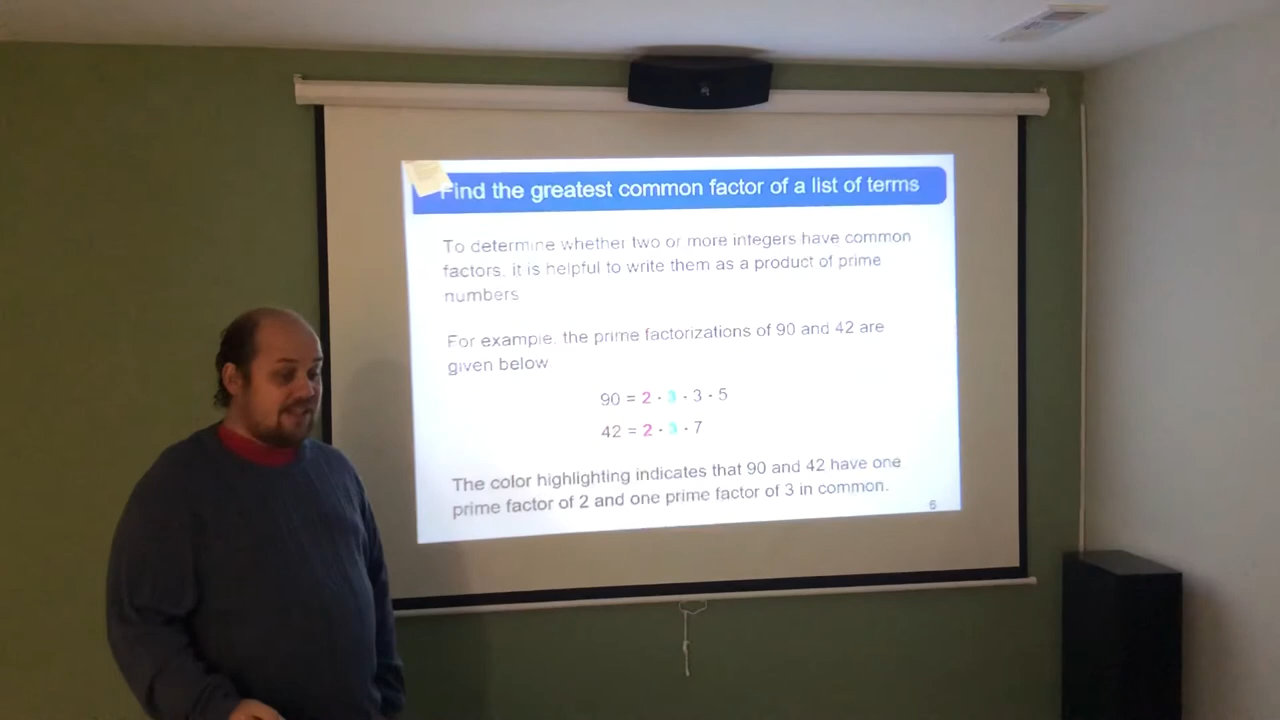 Find the greatest common factor of a list of terms
To determine whether two or more integers have common
factors, it is helpful to write them as a product of prime
numbers
For example, the prime factorizations of 90 and 42 are
given below
90 = 2 · 3 · 3 · 5
42 = 2 · 3 · 7
The color highlighting indicates that 90 and 42 have one
prime factor of 2 and one prime factor of 3 in common.
6